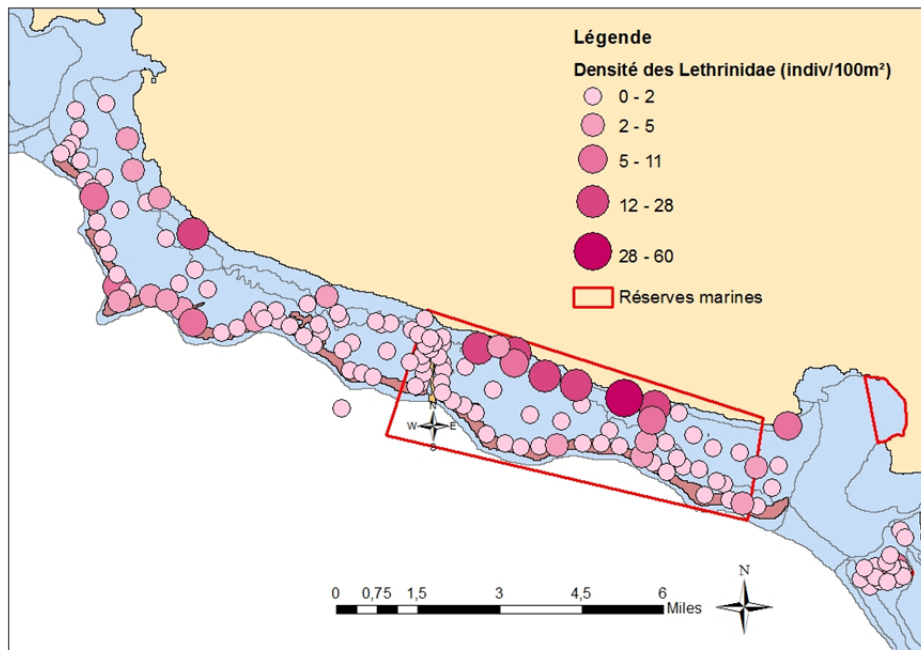 Légende
Densité des Lethrinidae (indiv/100m²)
0 - 2
2 - 5
5 - 11
12 - 28
28 - 60
Réserves marines
N
W E
S
N
0 0,75 1,5 3 4,5 6
Miles